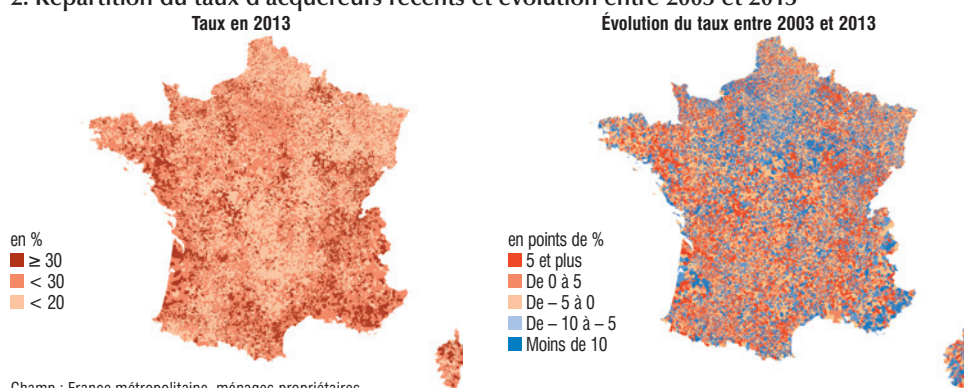 2. Répartition du taux d'acquéreurs récents et évolution entre 2003 et 2013
Taux en 2013
en %
≥ 30
< 30
< 20
Évolution du taux entre 2003 et 2013
en points de %
5 et plus
De 0 à 5
De – 5 à 0
De – 10 à – 5
Moins de 10
Champ : France métropolitaine, ménages propriétaires